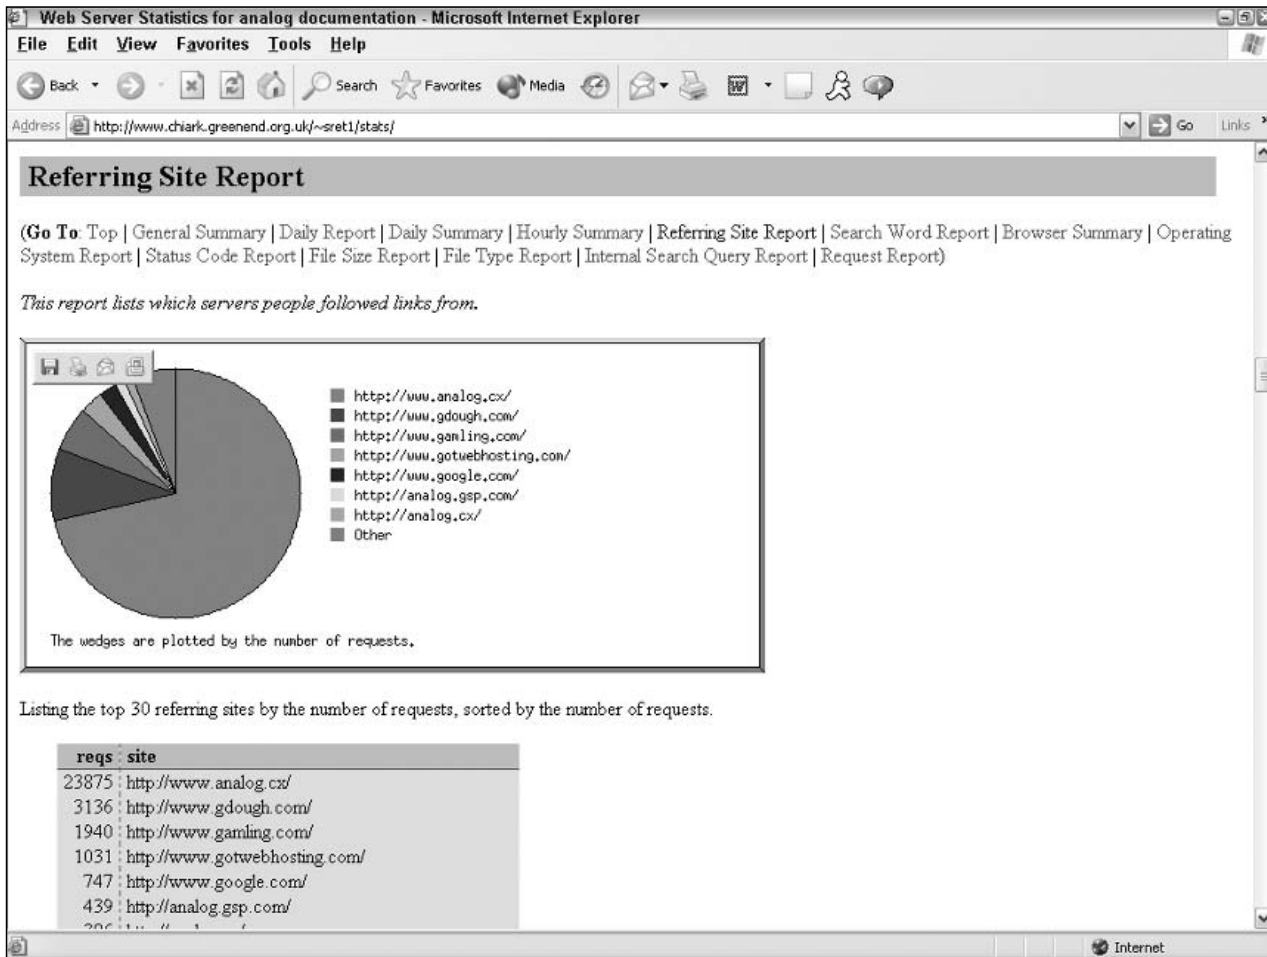 Web Server Statistics for analog documentation - Microsoft Internet Explorer
File Edit View Favorites Tools Help
Back Search Favorites Media
Address http://www.chiark.greenend.org.uk/~sret1/stats/ Go Links
Referring Site Report
(Go To: Top | General Summary | Daily Report | Daily Summary | Hourly Summary | Referring Site Report | Search Word Report | Browser Summary | Operating
System Report | Status Code Report | File Size Report | File Type Report | Internal Search Query Report | Request Report)
This report lists which servers people followed links from.
http://www.analog.cx/
http://www.gdough.com/
http://www.gamling.com/
http://www.gotwebhosting.com/
http://www.google.com/
http://analog.gsp.com/
http://analog.cx/
Other
The wedges are plotted by the number of requests.
Listing the top 30 referring sites by the number of requests, sorted by the number of requests.
reqs site
23875 http://www.analog.cx/
3136 http://www.gdough.com/
1940 http://www.gamling.com/
1031 http://www.gotwebhosting.com/
747 http://www.google.com/
439 http://analog.gsp.com/
Internet